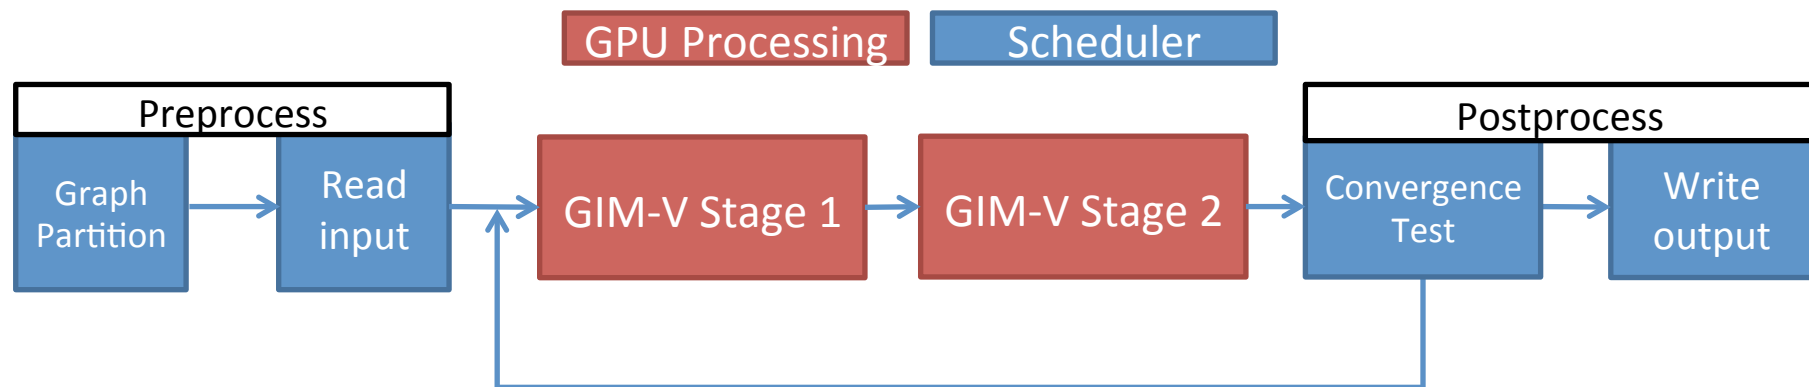 GPU Processing
Scheduler
Preprocess
Postprocess
Graph
Partition
Read
input
GIM-V Stage 1
GIM-V Stage 2
Convergence
Test
Write
output